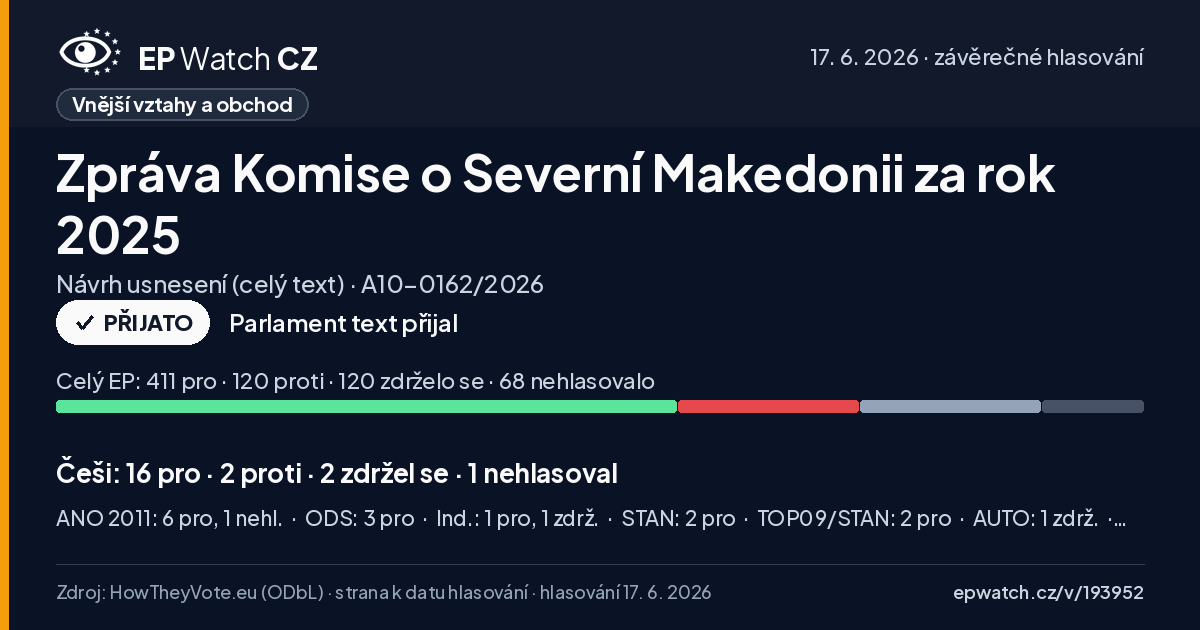 EP Watch CZ
17. 6. 2026 · závěrečné hlasování
Vnější vztahy a obchod
Zpráva Komise o Severní Makedonii za rok
2025
Návrh usnesení (celý text) · A10–0162/2026
✓ PŘIJATO Parlament text přijal
Celý EP: 411 pro · 120 proti · 120 zdrželo se · 68 nehlasovalo
Češi: 16 pro · 2 proti · 2 zdržel se · 1 nehlasoval
ANO 2011: 6 pro, 1 nehl. · ODS: 3 pro · Ind.: 1 pro, 1 zdrž. · STAN: 2 pro · TOP09/STAN: 2 pro · AUTO: 1 zdrž. ·…
Zdroj: HowTheyVote.eu (ODbL) · strana k datu hlasování · hlasování 17. 6. 2026
epwatch.cz/v/193952